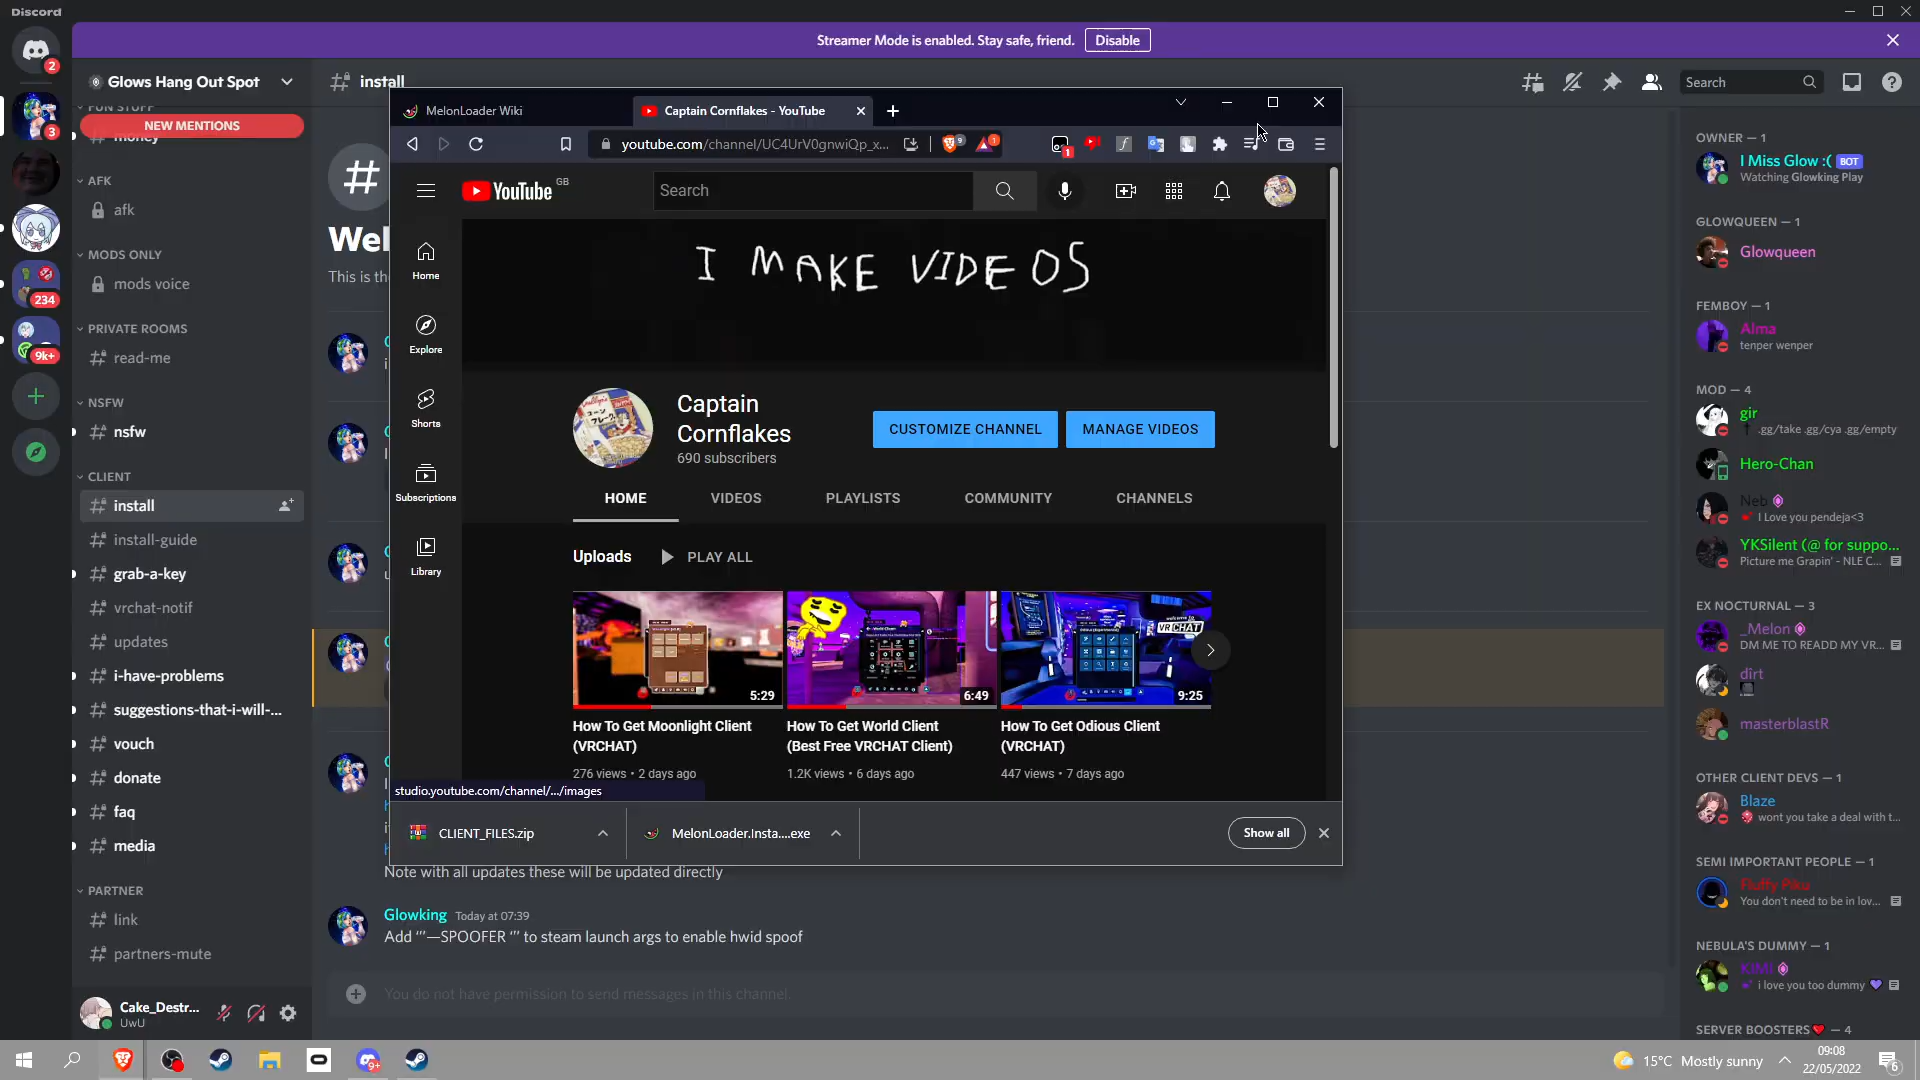 Discord
Streamer Mode is enabled. Stay safe, friend.
Disable
2
3
234
9k+
Glows Hang Out Spot
FUN STUFF
NEW MENTIONS
money
AFK
afk
MODS ONLY
mods voice
PRIVATE ROOMS
read-me
NSFW
nsfw
CLIENT
install
install-guide
grab-a-key
vrchat-notif
updates
i-have-problems
suggestions-that-i-will-...
vouch
donate
faq
media
PARTNER
link
partners-mute
Cake_Destr...
UwU
install
Search
Wel
This is th
MelonLoader Wiki
Captain Cornflakes - YouTube
youtube.com/channel/UC4UrV0gnwiQp_x...
9
1
1
YouTube GB
Search
Home
Explore
Shorts
Subscriptions
Library
I MAKE VIDEOS
Captain
Cornflakes
690 subscribers
CUSTOMIZE CHANNEL
MANAGE VIDEOS
HOME
VIDEOS
PLAYLISTS
COMMUNITY
CHANNELS
Uploads
PLAY ALL
5:29
6:49
VRCHAT
9:25
How To Get Moonlight Client
(VRCHAT)
276 views • 2 days ago
How To Get World Client
(Best Free VRCHAT Client)
1.2K views • 6 days ago
How To Get Odious Client
(VRCHAT)
447 views • 7 days ago
studio.youtube.com/channel/.../images
CLIENT_FILES.zip
MelonLoader.Insta....exe
Show all
Note with all updates these will be updated directly
Glowking Today at 07:39
Add '"—SPOOFER '" to steam launch args to enable hwid spoof
You do not have permission to send messages in this channel.
OWNER — 1
I Miss Glow :( BOT
Watching Glowking Play
GLOWQUEEN — 1
Glowqueen
FEMBOY — 1
Alma
tenper wenper
MOD — 4
gir
.gg/take .gg/cya .gg/empty
Hero-Chan
Neb
I Love you pendeja<3
YKSilent (@ for suppo...
Picture me Grapin' - NLE C...
EX NOCTURNAL — 3
_Melon
DM ME TO READD MY VR...
dirt
masterblastR
OTHER CLIENT DEVS — 1
Blaze
wont you take a deal with t...
SEMI IMPORTANT PEOPLE — 1
Fluffy Piku
You don't need to be in lov...
NEBULA'S DUMMY — 1
KIMI
i love you too dummy
SERVER BOOSTERS — 4
9+
15°C Mostly sunny
09:08
22/05/2022
6